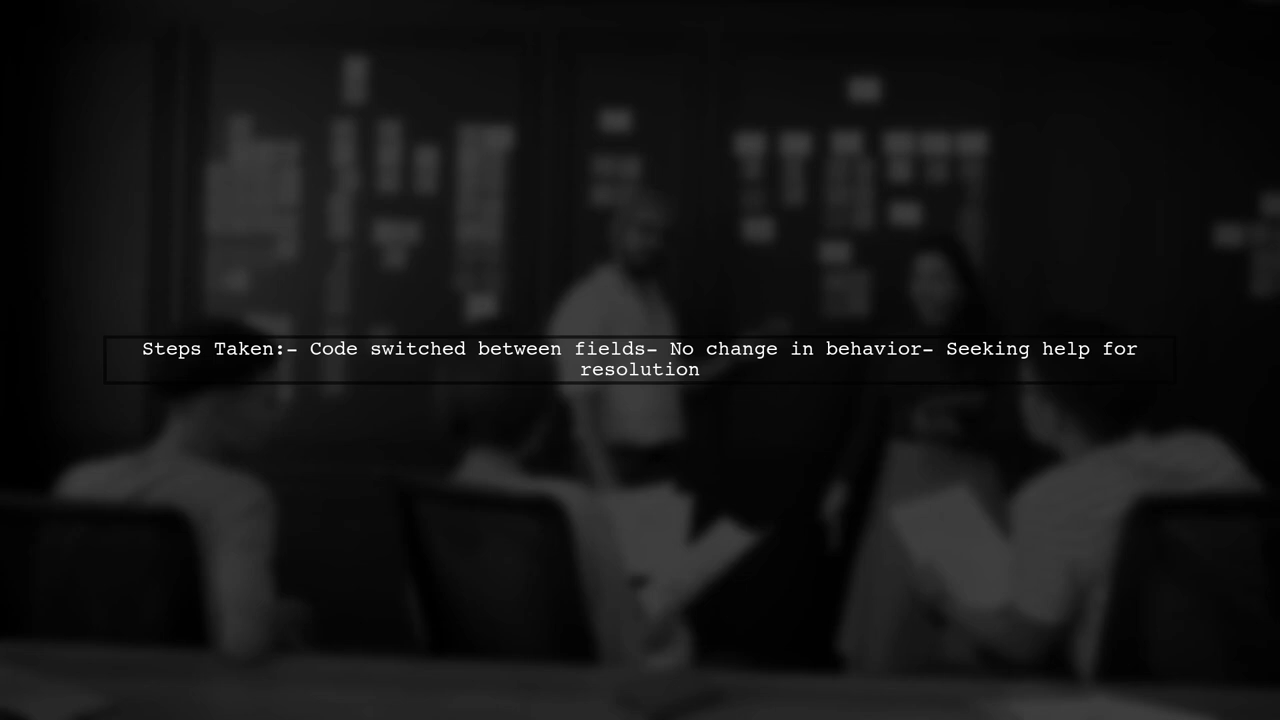 Steps Taken:- Code switched between fields- No change in behavior- Seeking help for
resolution